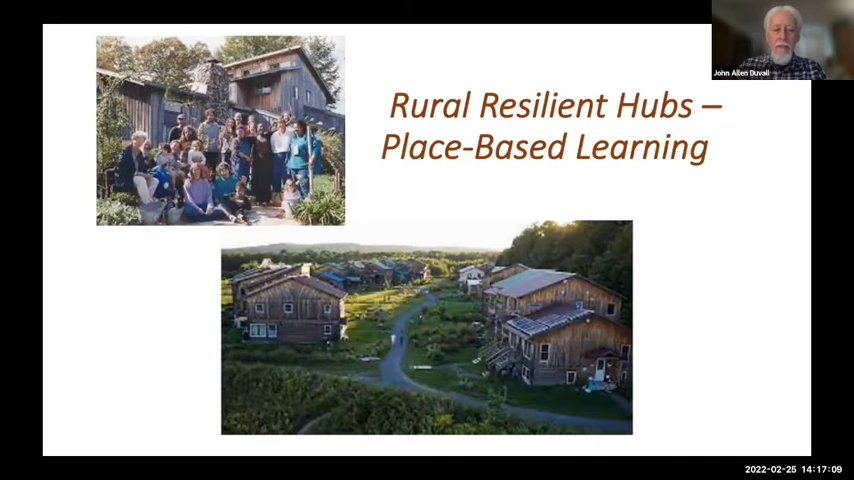 John Allen Duvall
Rural Resilient Hubs –
Place-Based Learning
2022-02-25 14:17:09